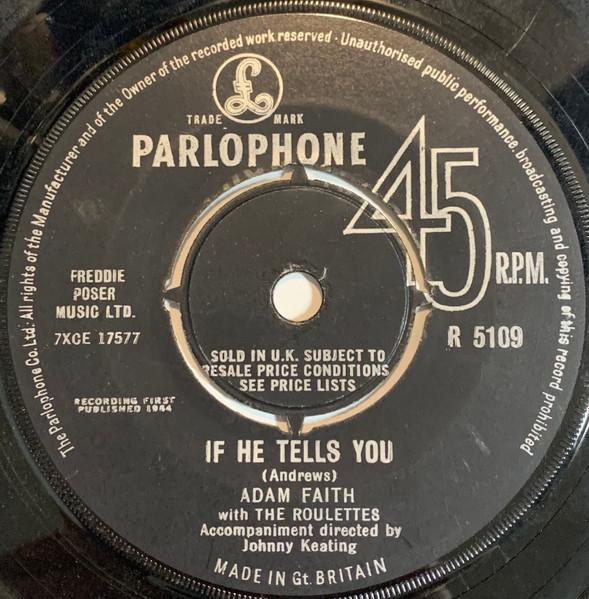 The Parlophone Co.Ltd. All rights of the Manufacturer and of the Owner of the recorded work reserved · Unauthorised public performance, broadcasting and copying of this record prohibited
£
TRADE MARK
PARLOPHONE
45
R.P.M.
FREDDIE
POSER
MUSIC LTD.
7XCE 17577
R 5109
SOLD IN U.K. SUBJECT TO
RESALE PRICE CONDITIONS
SEE PRICE LISTS
RECORDING FIRST
PUBLISHED 1964
IF HE TELLS YOU
(Andrews)
ADAM FAITH
with THE ROULETTES
Accompaniment directed by
Johnny Keating
MADE IN Gt. BRITAIN